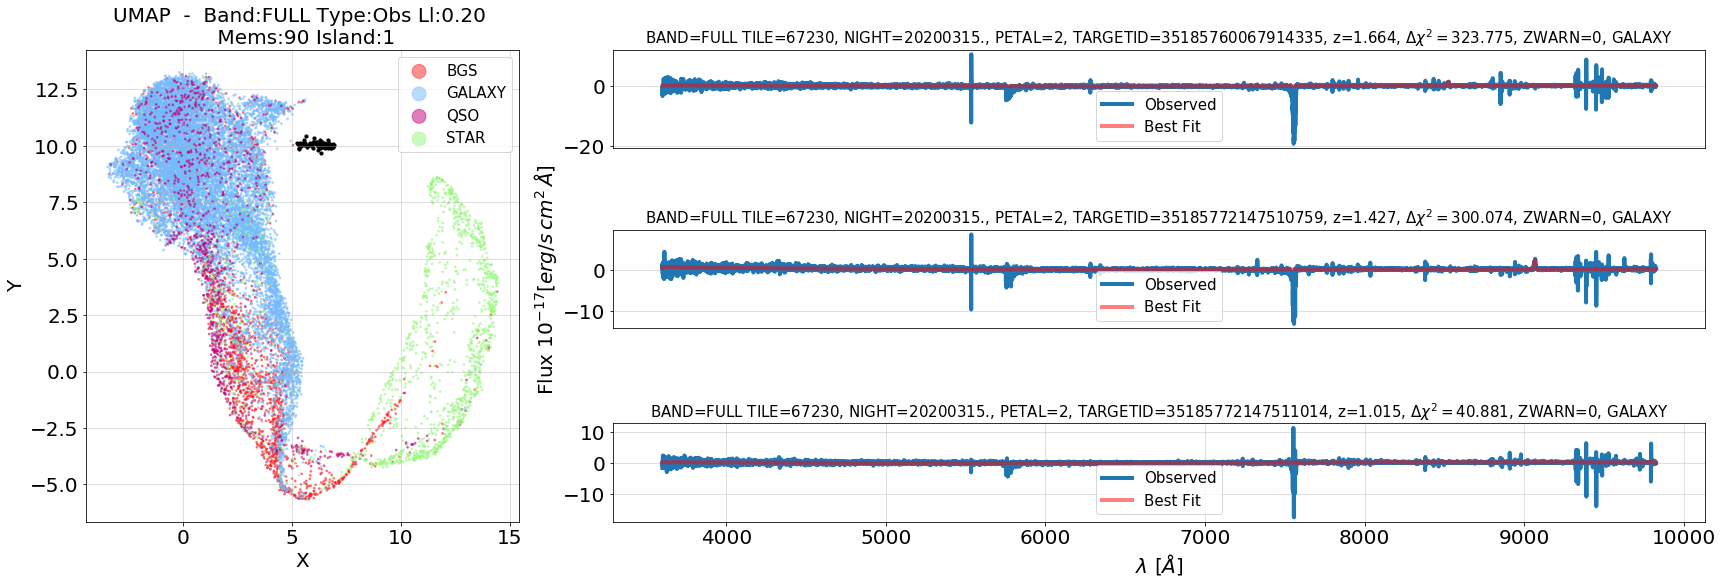 UMAP - Band:FULL Type:Obs Ll:0.20
Mems:90 Island:1
BGS
GALAXY
QSO
STAR
12.5
10.0
7.5
5.0
2.5
0.0
−2.5
−5.0
Y
0 5 10 15
X
BAND=FULL TILE=67230, NIGHT=20200315., PETAL=2, TARGETID=35185760067914335, z=1.664, Δχ² = 323.775, ZWARN=0, GALAXY
0
−20
Observed
Best Fit
BAND=FULL TILE=67230, NIGHT=20200315., PETAL=2, TARGETID=35185772147510759, z=1.427, Δχ² = 300.074, ZWARN=0, GALAXY
0
−10
Observed
Best Fit
Flux 10⁻¹⁷[erg/s cm² Å]
BAND=FULL TILE=67230, NIGHT=20200315., PETAL=2, TARGETID=35185772147511014, z=1.015, Δχ² = 40.881, ZWARN=0, GALAXY
10
0
−10
Observed
Best Fit
4000 5000 6000 7000 8000 9000 10000
λ [Å]